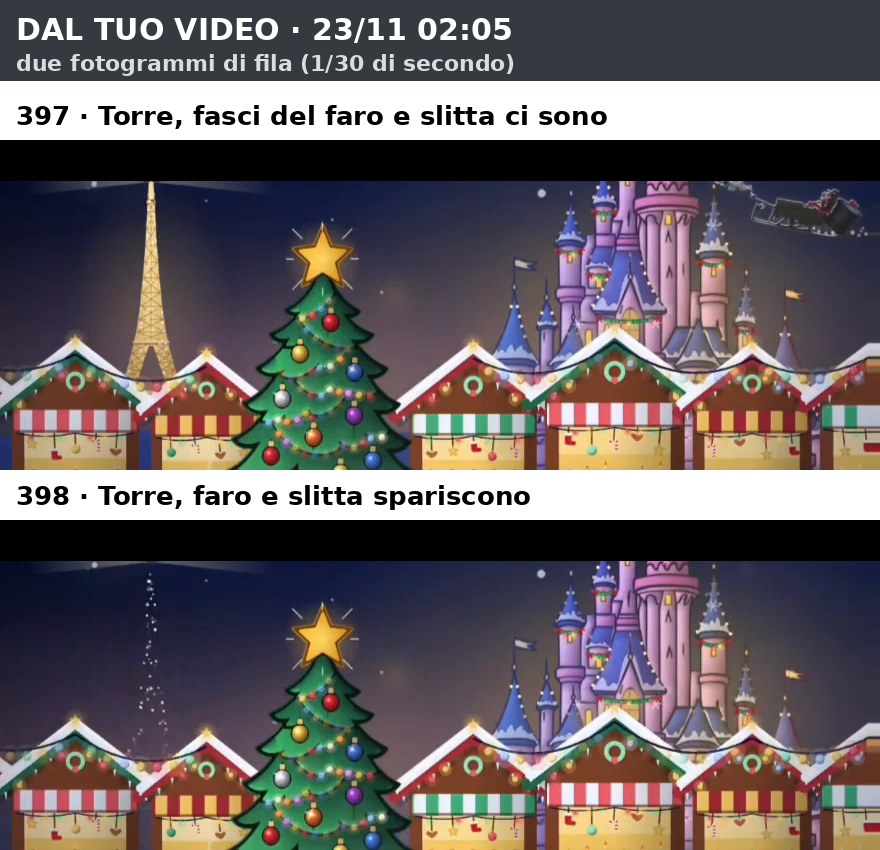 DAL TUO VIDEO · 23/11 02:05
due fotogrammi di fila (1/30 di secondo)
397 · Torre, fasci del faro e slitta ci sono
398 · Torre, faro e slitta spariscono